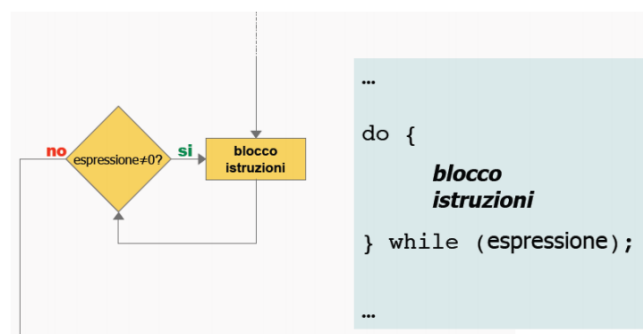 no
espressione≠0?
si
blocco
istruzioni
…
do {
blocco
istruzioni
} while (espressione);
…